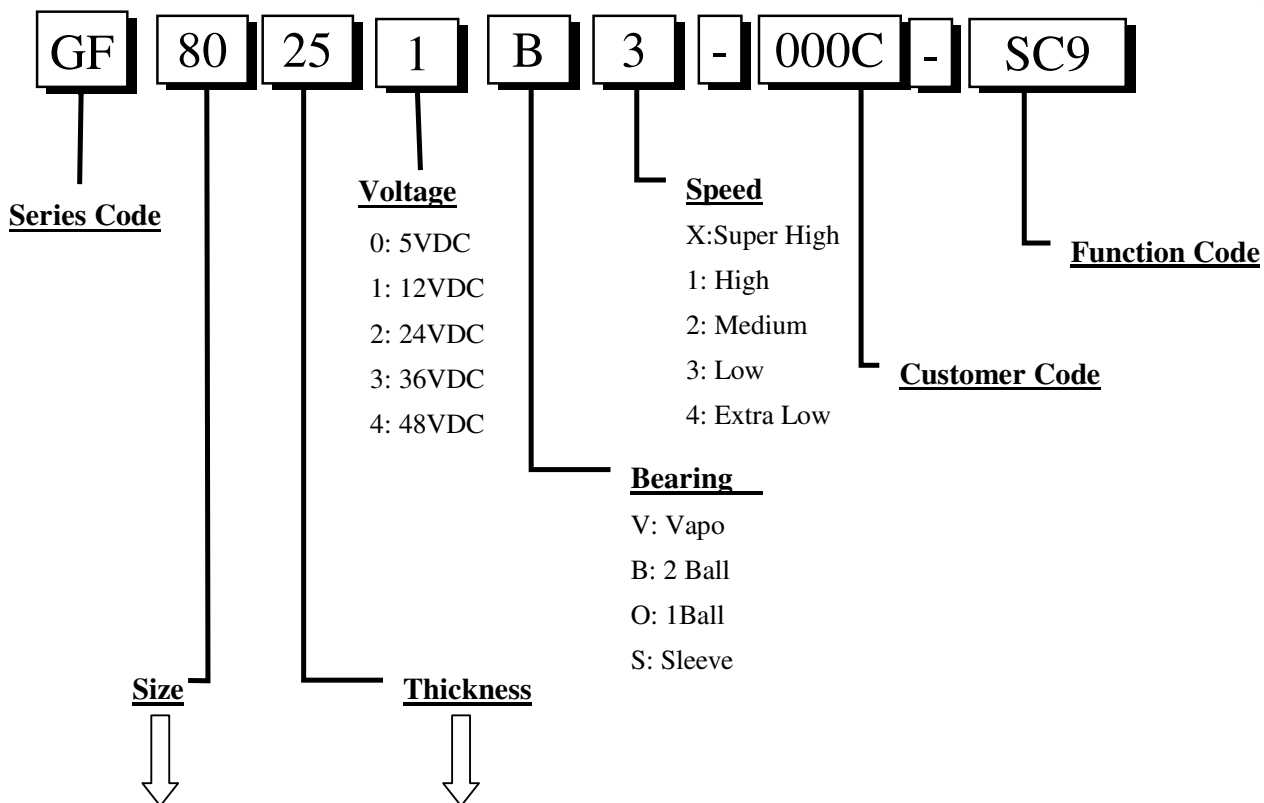 GF 80 25 1 B 3 - 000C - SC9
Series Code
Voltage
0: 5VDC
1: 12VDC
2: 24VDC
3: 36VDC
4: 48VDC
Speed
X:Super High
1: High
2: Medium
3: Low
4: Extra Low
Function Code
Customer Code
Bearing
V: Vapo
B: 2 Ball
O: 1Ball
S: Sleeve
Size
Thickness